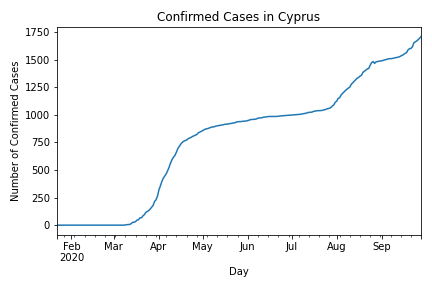 Confirmed Cases in Cyprus
Number of Confirmed Cases
1750
1500
1250
1000
750
500
250
0
Feb Mar Apr May Jun Jul Aug Sep
2020
Day